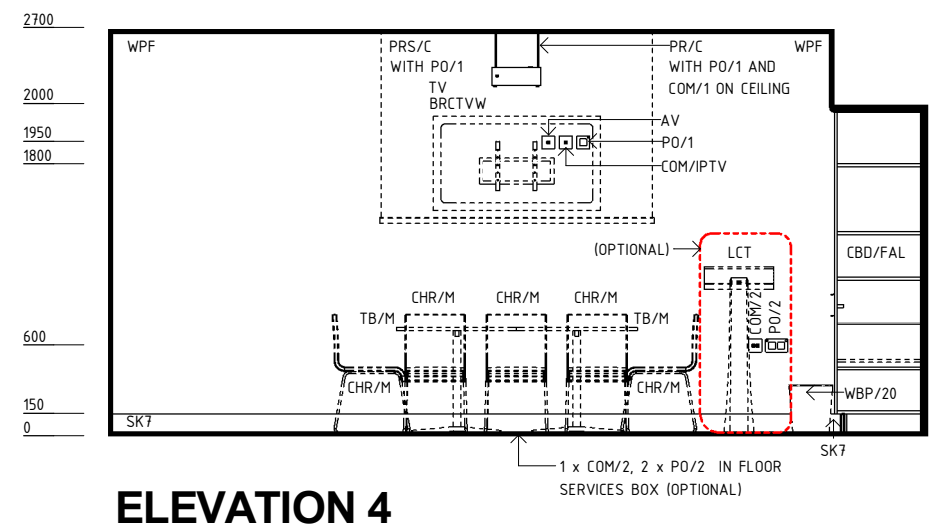 2700
WPF
PRS/C
WITH PO/1
PR/C
WITH PO/1 AND
COM/1 ON CEILING
WPF
TV
BRCTVW
2000
AV
1950
PO/1
1800
COM/IPTV
(OPTIONAL)
LCT
CBD/FAL
CHR/M
CHR/M
CHR/M
TB/M
TB/M
COM/2
PO/2
600
CHR/M
CHR/M
WBP/20
150
SK7
0
SK7
1 x COM/2, 2 x PO/2 IN FLOOR
SERVICES BOX (OPTIONAL)
ELEVATION 4